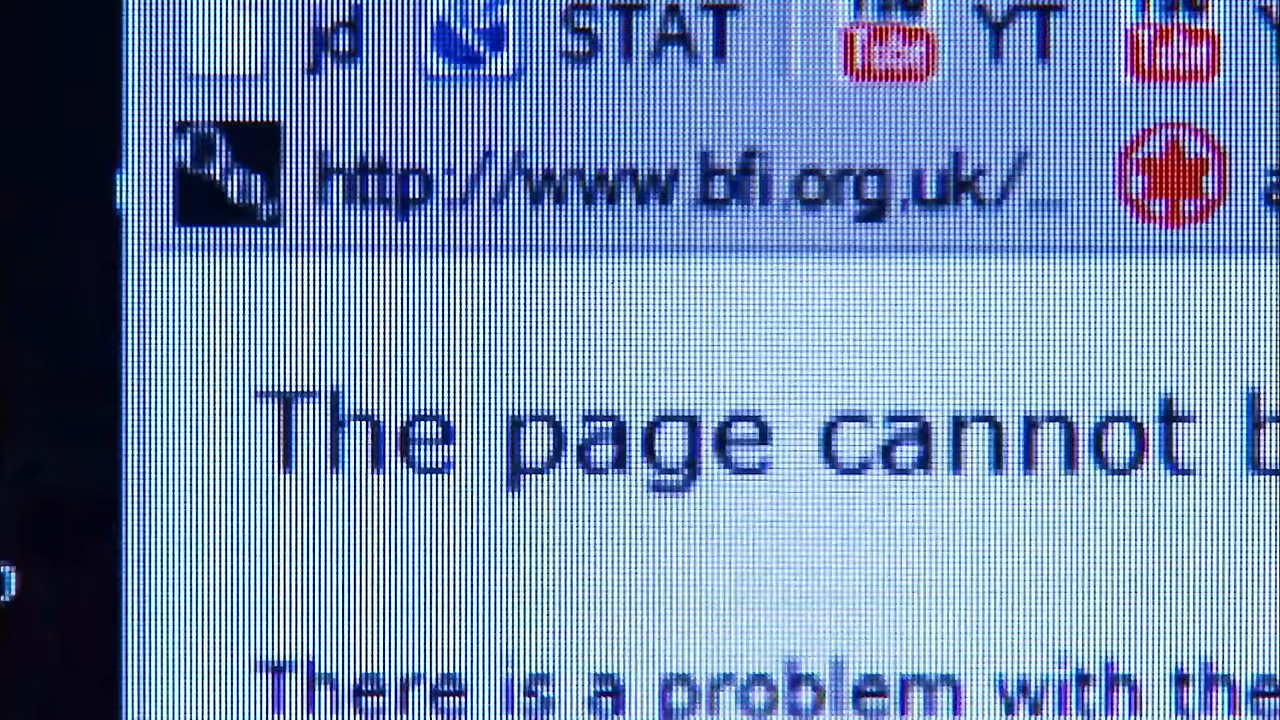 jd STAT YT
http://www.bfi.org.uk/...
The page cannot
There is a problem with the